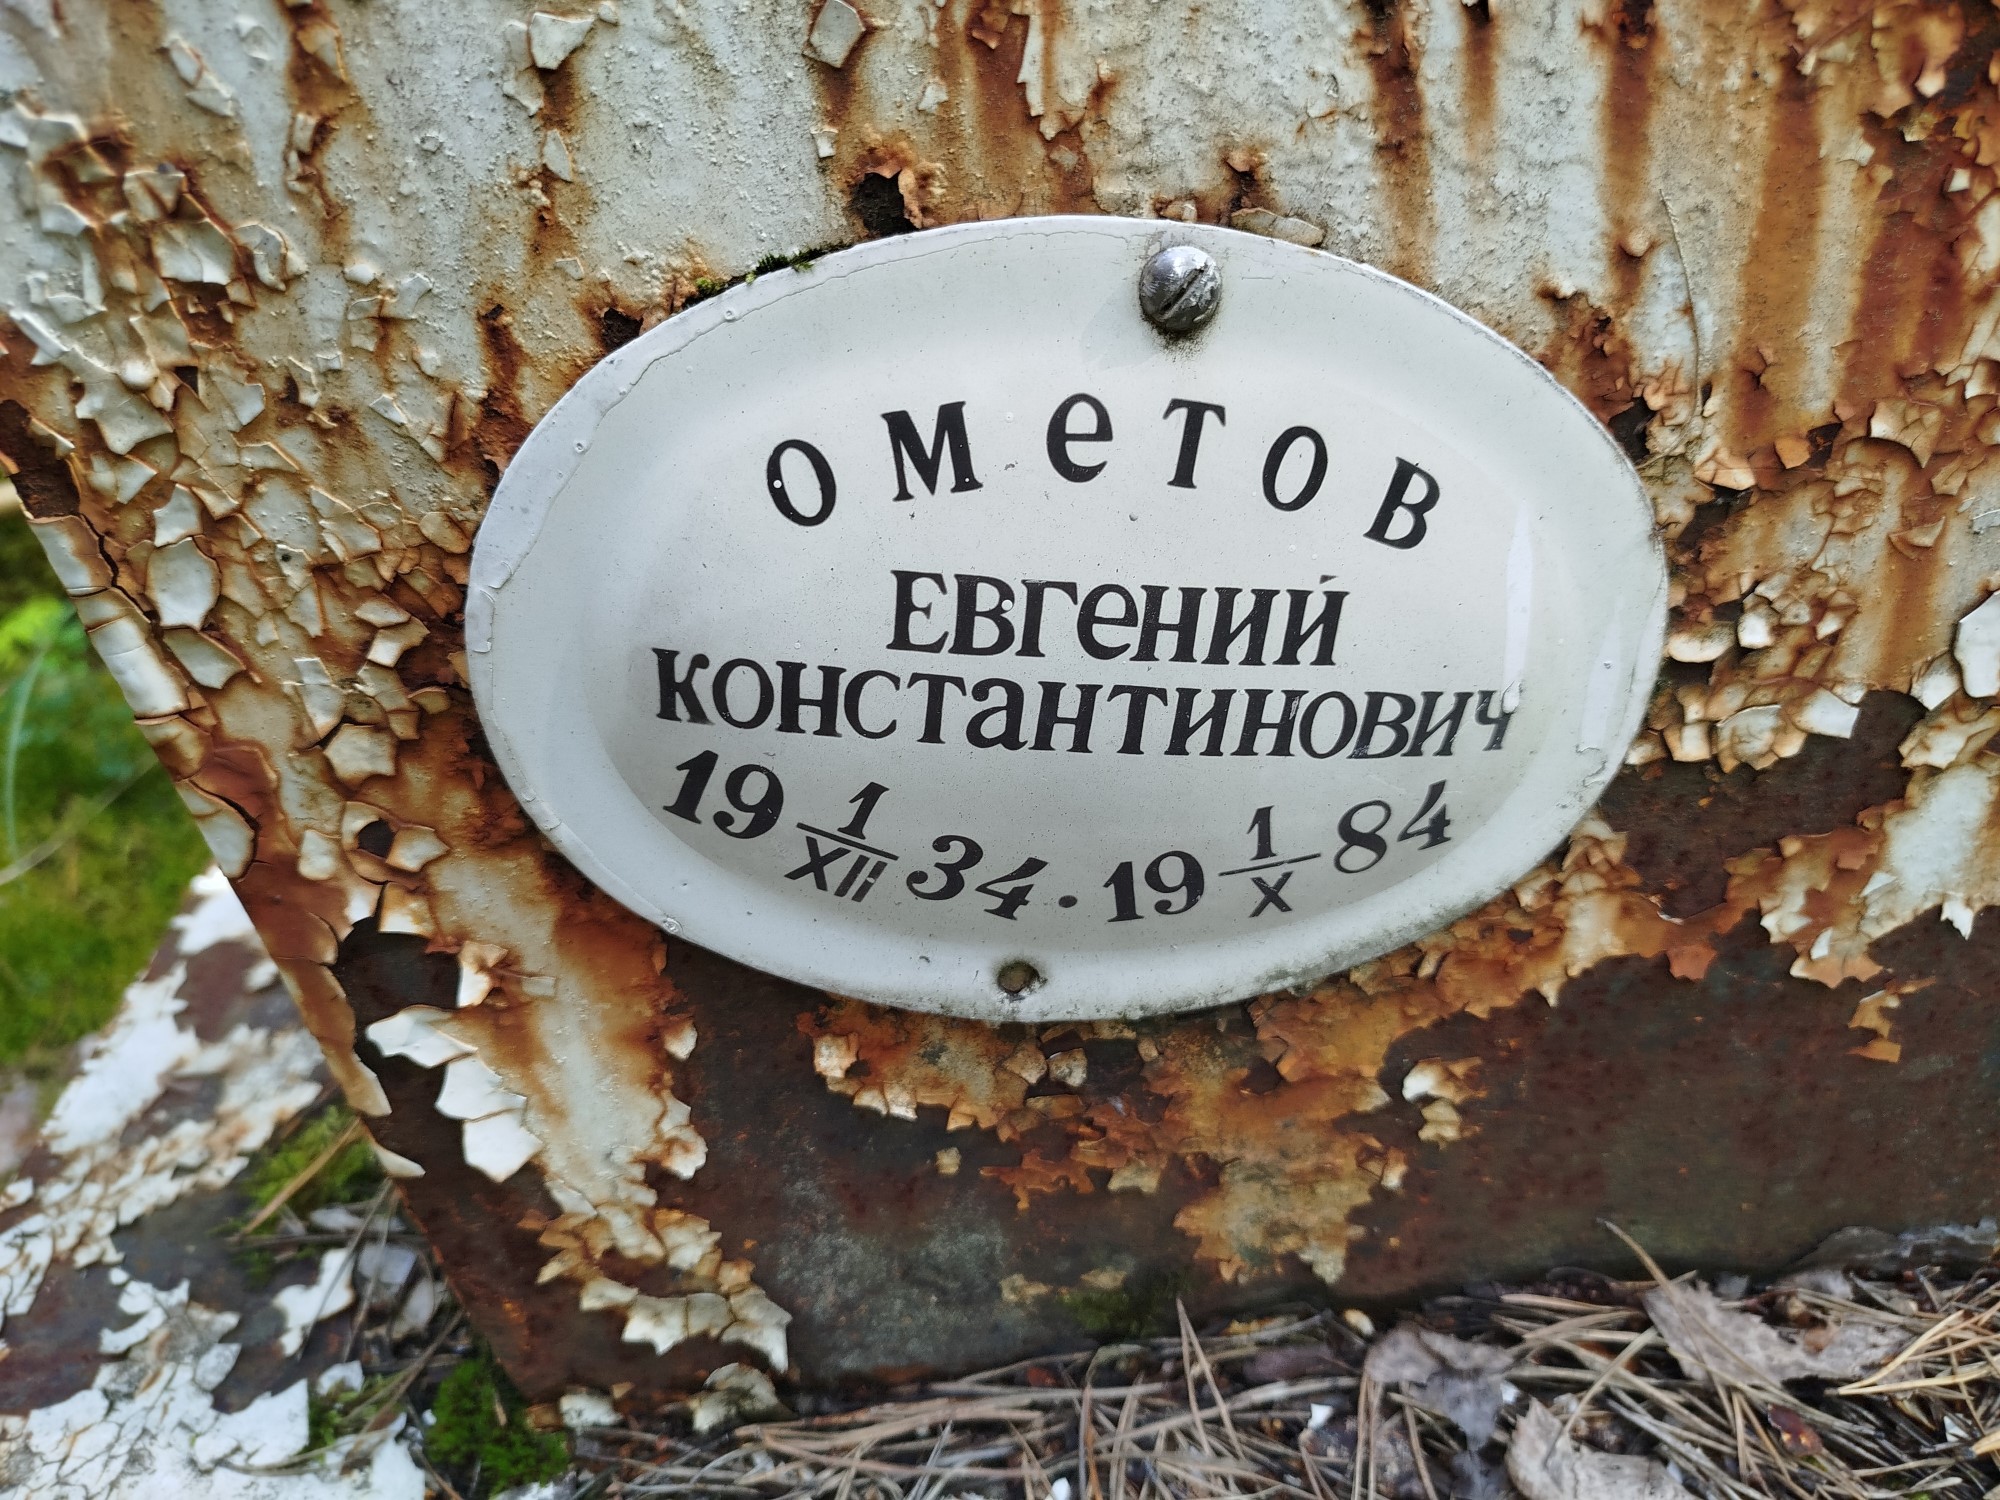 ОМЕТОВ
ЕВГЕНИЙ
КОНСТАНТИНОВИЧ
19 1/XII 34 · 19 1/X 84